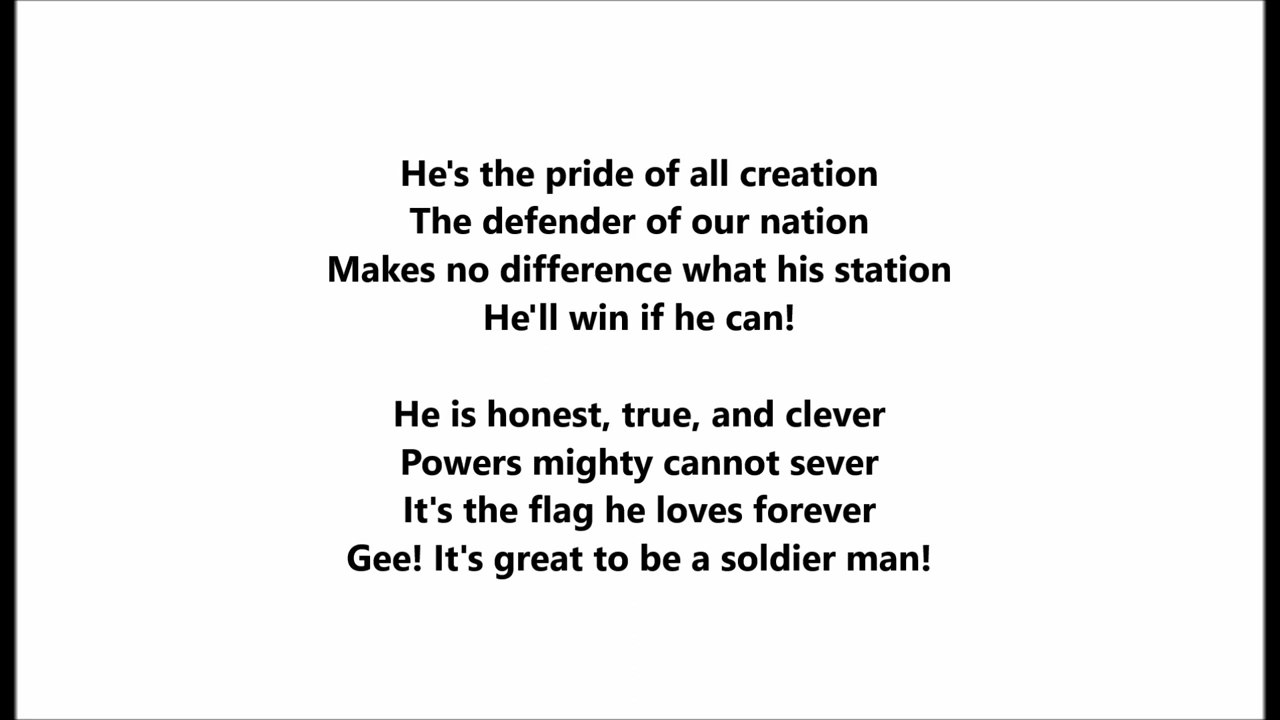 He's the pride of all creation
The defender of our nation
Makes no difference what his station
He'll win if he can!
He is honest, true, and clever
Powers mighty cannot sever
It's the flag he loves forever
Gee! It's great to be a soldier man!